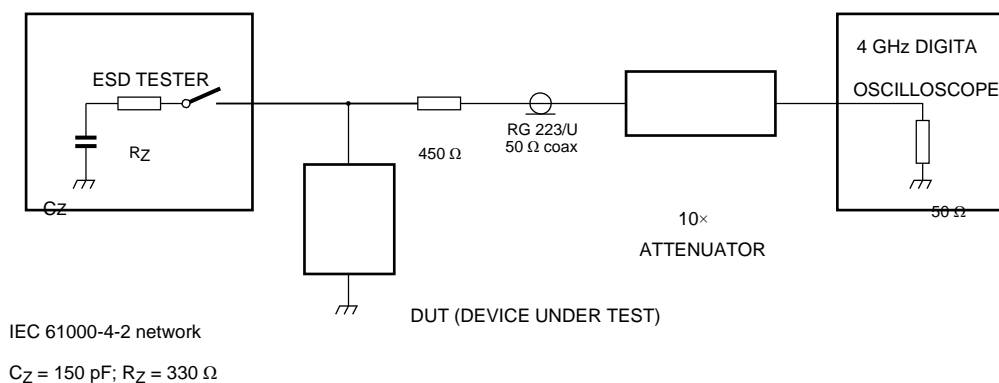 4 GHz DIGITA
OSCILLOSCOPE
ESD TESTER
RZ
CZ
450 Ω
RG 223/U
50 Ω coax
10×
ATTENUATOR
50 Ω
DUT (DEVICE UNDER TEST)
IEC 61000-4-2 network
CZ = 150 pF; RZ = 330 Ω